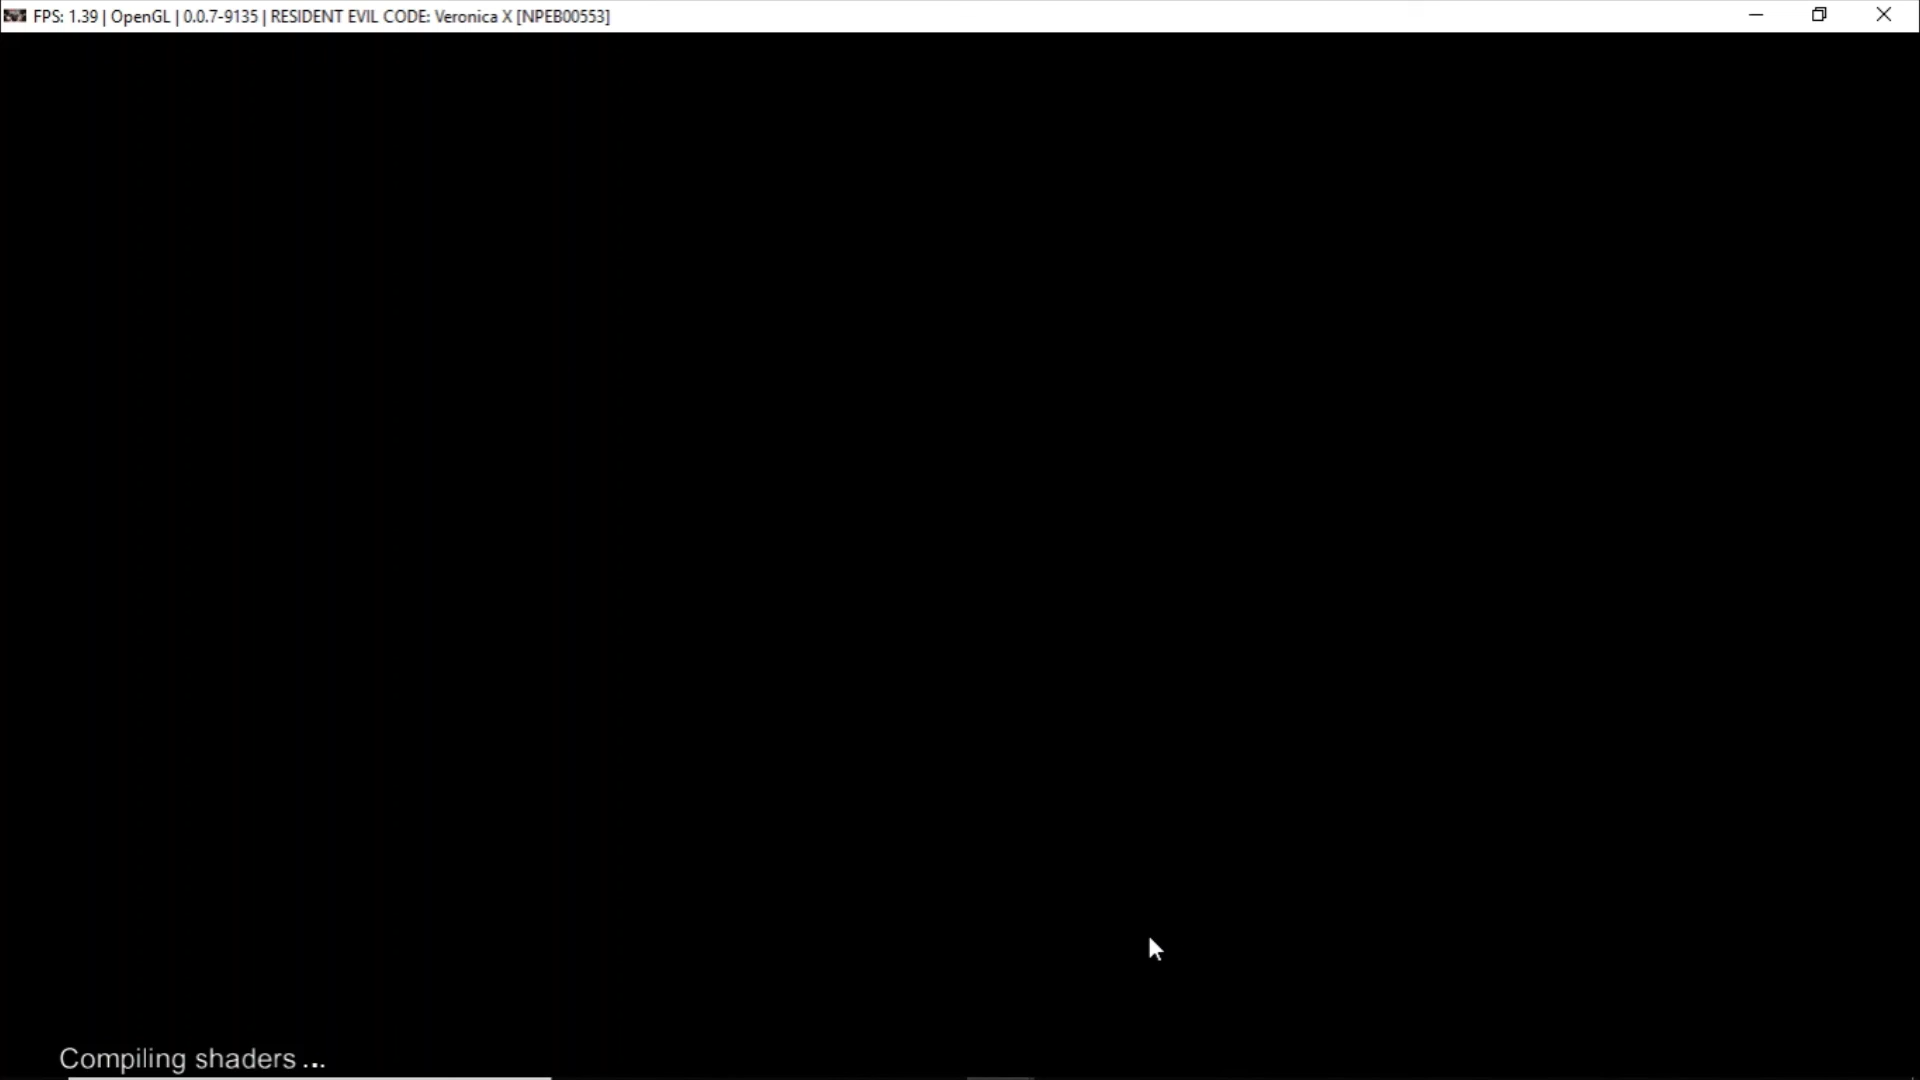 FPS: 1.39 | OpenGL | 0.0.7-9135 | RESIDENT EVIL CODE: Veronica X [NPEB00553]
Compiling shaders ...